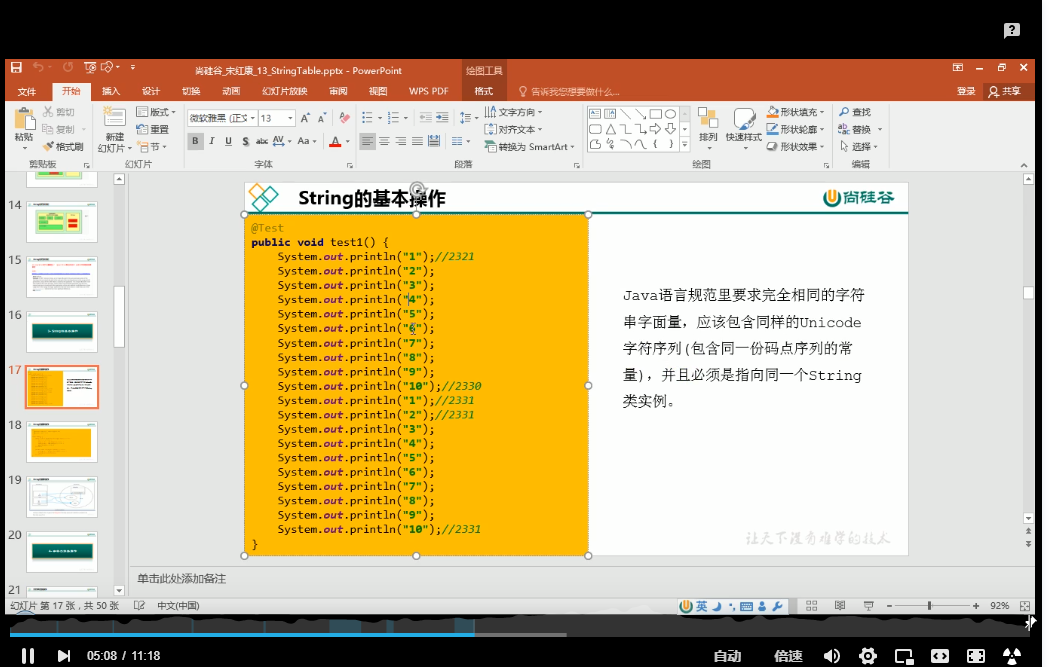 ?
尚硅谷_宋红康_13_StringTable.pptx - PowerPoint
绘图工具
文件 开始 插入 设计 切换 动画 幻灯片放映 审阅 视图 WPS PDF 格式 告诉我您想要做什么... 登录 共享
粘贴 剪切 复制 格式刷
剪贴板
新建 幻灯片 版式 重置 节
幻灯片
微软雅黑 (正文 13
B I U S abc AV Aa A
字体
文字方向
对齐文本
转换为 SmartArt
段落
排列 快速样式 形状填充 形状轮廓 形状效果
绘图
查找
替换
选择
编辑
14
15
16
17
18
19
20
21
String的基本操作
尚硅谷
@Test
public void test1() {
System.out.println("1");//2321
System.out.println("2");
System.out.println("3");
System.out.println("4");
System.out.println("5");
System.out.println("6");
System.out.println("7");
System.out.println("8");
System.out.println("9");
System.out.println("10");//2330
System.out.println("1");//2331
System.out.println("2");//2331
System.out.println("3");
System.out.println("4");
System.out.println("5");
System.out.println("6");
System.out.println("7");
System.out.println("8");
System.out.println("9");
System.out.println("10");//2331
}
Java语言规范里要求完全相同的字符
串字面量，应该包含同样的Unicode
字符序列(包含同一份码点序列的常
量)，并且必须是指向同一个String
类实例。
让天下没有难学的技术
单击此处添加备注
幻灯片 第 17 张，共 50 张 中文(中国) 英 92%
05:08 / 11:18 自动 倍速